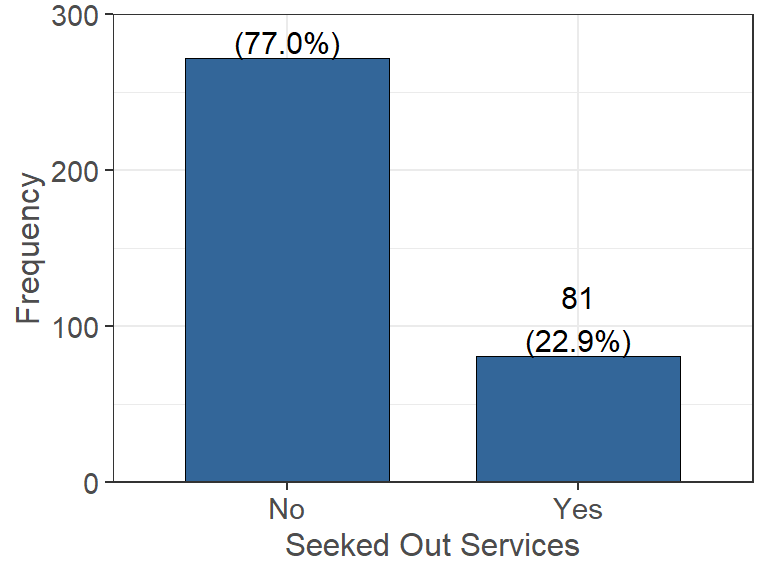 300
200
100
0
Frequency
(77.0%)
81
(22.9%)
No
Yes
Seeked Out Services